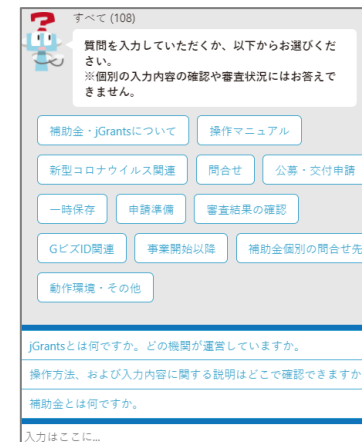 すべて (108)
質問を入力していただくか、以下からお選びくだ
さい。
※個別の入力内容の確認や審査状況にはお答えで
きません。
補助金・jGrantsについて 操作マニュアル
新型コロナウイルス関連 問合せ 公募・交付申請
一時保存 申請準備 審査結果の確認
GビズID関連 事業開始以降 補助金個別の問合せ先
動作環境・その他
jGrantsとは何ですか。どの機関が運営していますか。
操作方法、および入力内容に関する説明はどこで確認できますか
補助金とは何ですか。
入力はここに...